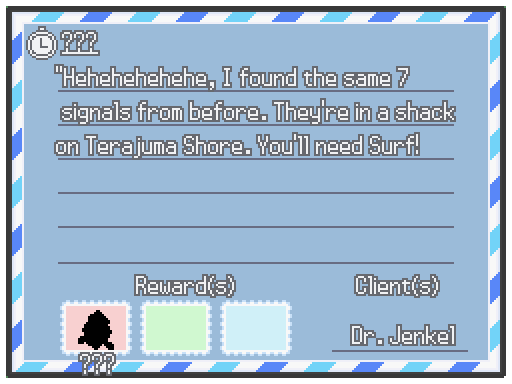 ???
"Hehehehehehe, I found the same 7
signals from before. They're in a shack
on Terajuma Shore. You'll need Surf!
Reward(s)
Client(s)
Dr. Jenkel
???